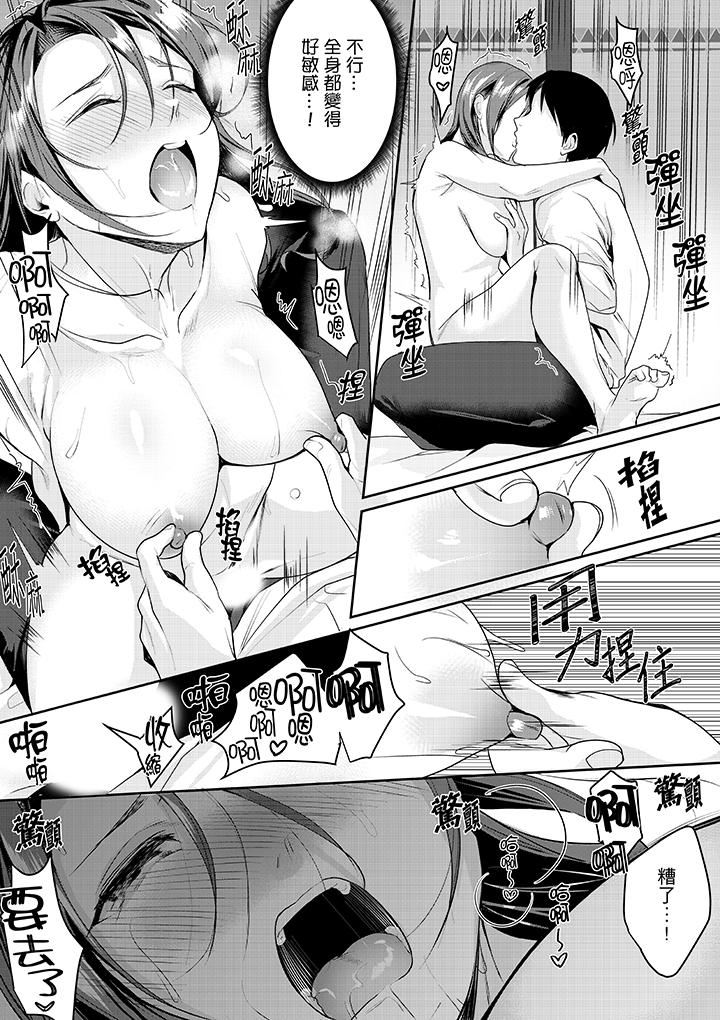 嗯呼
嗯♡
驚顫
驚顫
彈坐
彈坐
彈坐
不行…
全身都變得
好敏感…!
酥麻
酥麻
嗯嗯
啊
啊啊
啊啊
捏
掐捏
掐捏
酥麻
掐捏
用力捏住
啊
啊嗯
嗯啊
啊♡
啊
收縮
啪
啪
啪
啪
驚顫
驚顫
驚顫
啊
啊
哈啊~♡
哈啊~♡
糟了…!
要去了♡